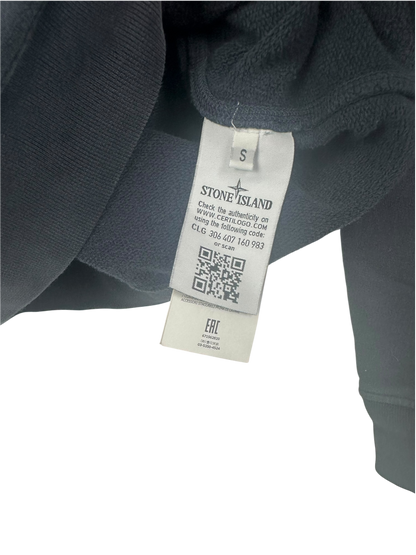 S
STONE ISLAND
Check the authenticity on
WWW.CERTILOGO.COM
using the following code:
CLG 306 407 160 983
or scan
EAC